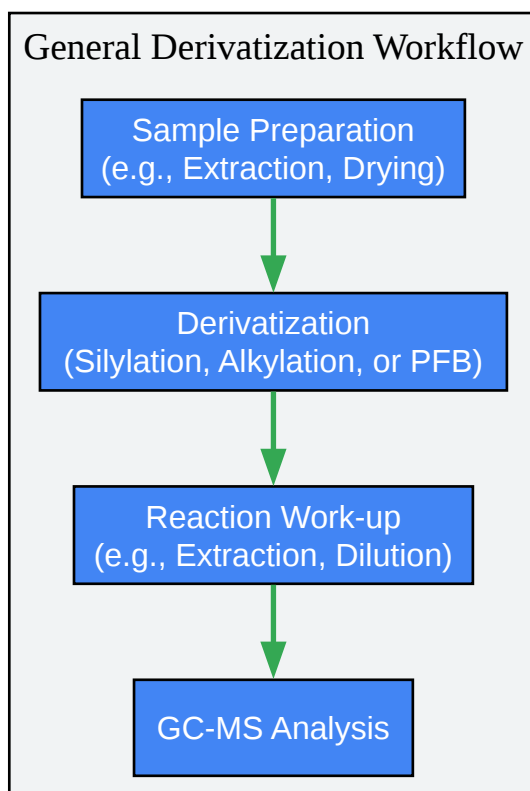 General Derivatization Workflow
Sample Preparation
(e.g., Extraction, Drying)
Derivatization
(Silylation, Alkylation, or PFB)
Reaction Work-up
(e.g., Extraction, Dilution)
GC-MS Analysis